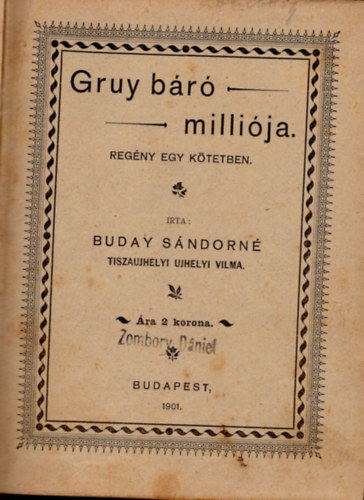 Gruy báró
milliója.
REGÉNY EGY KÖTETBEN.
IRTA:
BUDAY SÁNDORNÉ
TISZAUJHELYI UJHELYI VILMA.
Ára 2 korona.
Zombory Dániel
BUDAPEST,
1901.